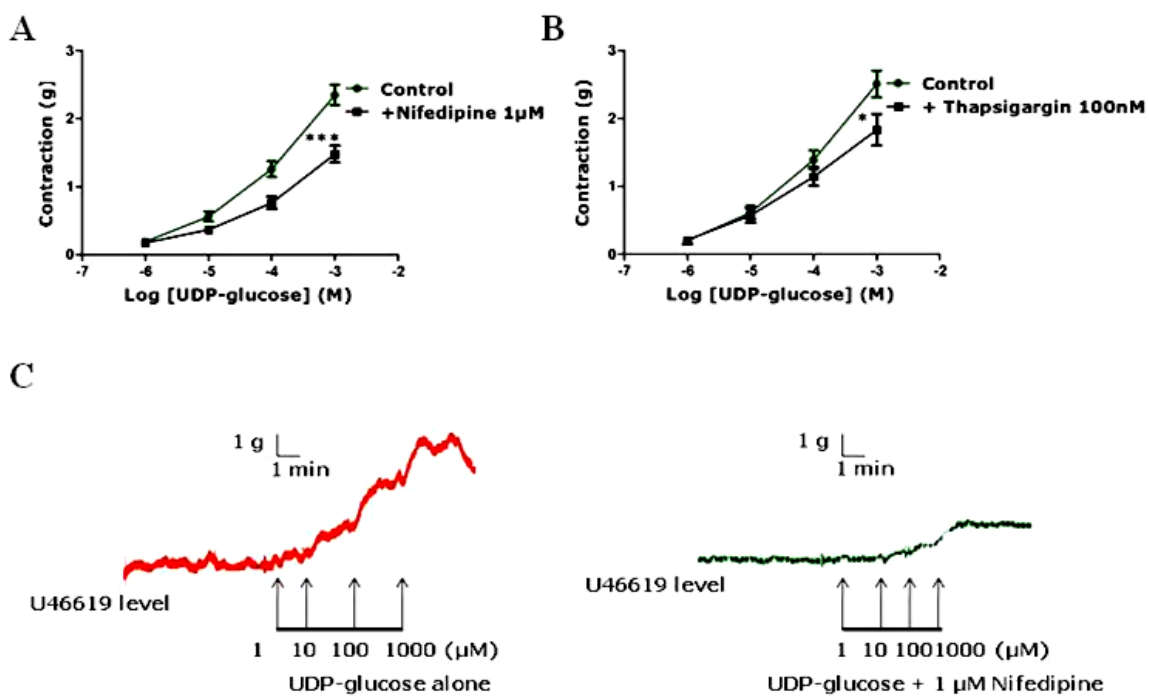 A
Contraction (g)
3
2
1
0
-7 -6 -5 -4 -3 -2
Log [UDP-glucose] (M)
Control
+Nifedipine 1µM
***
B
Contraction (g)
3
2
1
0
-7 -6 -5 -4 -3 -2
Log [UDP-glucose] (M)
Control
+ Thapsigargin 100nM
*
C
1 g
1 min
U46619 level
1 10 100 1000 (µM)
UDP-glucose alone
1 g
1 min
U46619 level
1 10 1001000 (µM)
UDP-glucose + 1 µM Nifedipine